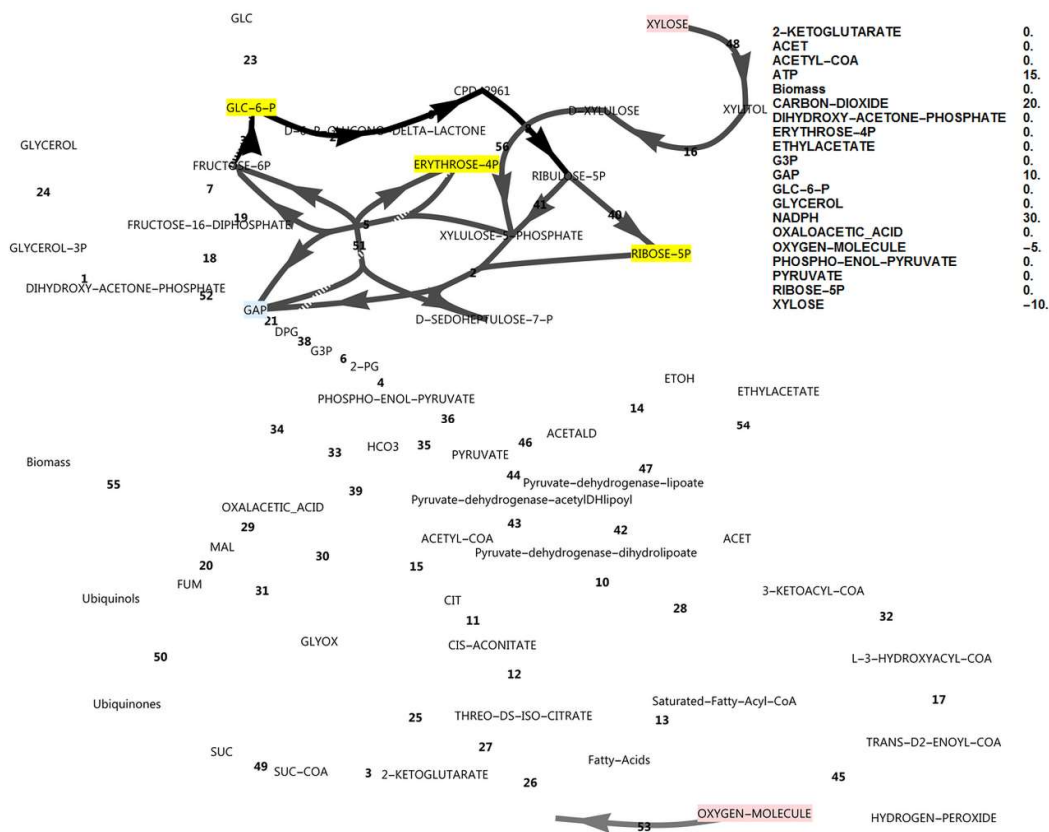 GLC
XYLOSE
48
23
CPD
GLC-6-P
D-XYLULOSE
XYLITOL
DELTA-LACTONE
GLYCEROL
56
16
FRUCTOSE-6P
ERYTHROSE-4P
RIBULOSE-5P
24
7
41
40
19
FRUCTOSE-16-DIPHOSPHATE
5
XYLULOSE-5-PHOSPHATE
GLYCEROL-3P
51
RIBOSE-5P
18
1
2
DIHYDROXY-ACETONE-PHOSPHATE
52
GAP
21
D-SEDOHEPTULOSE-7-P
DPG
38
G3P
6
2-PG
4
ETOH
ETHYLACETATE
PHOSPHO-ENOL-PYRUVATE
14
34
36
54
33
HCO3
35
46
ACETALD
Biomass
PYRUVATE
47
55
44
Pyruvate-dehydrogenase-lipoate
39
Pyruvate-dehydrogenase-acetylDHlipoyl
OXALACETIC_ACID
29
43
42
MAL
30
ACETYL-COA
ACET
Pyruvate-dehydrogenase-dihydrolipoate
20
15
FUM
31
10
3-KETOACYL-COA
Ubiquinols
CIT
28
11
32
GLYOX
CIS-ACONITATE
50
L-3-HYDROXYACYL-COA
12
Ubiquinones
Saturated-Fatty-Acyl-CoA
17
25
THREO-DS-ISO-CITRATE
13
SUC
27
TRANS-D2-ENOYL-COA
49
SUC-COA
3
2-KETOGLUTARATE
Fatty-Acids
26
45
OXYGEN-MOLECULE
53
HYDROGEN-PEROXIDE
2-KETOGLUTARATE 0.
ACET 0.
ACETYL-COA 0.
ATP 15.
Biomass 0.
CARBON-DIOXIDE 20.
DIHYDROXY-ACETONE-PHOSPHATE 0.
ERYTHROSE-4P 0.
ETHYLACETATE 0.
G3P 0.
GAP 10.
GLC-6-P 0.
GLYCEROL 0.
NADPH 30.
OXALOACETIC_ACID 0.
OXYGEN-MOLECULE -5.
PHOSPHO-ENOL-PYRUVATE 0.
PYRUVATE 0.
RIBOSE-5P 0.
XYLOSE -10.